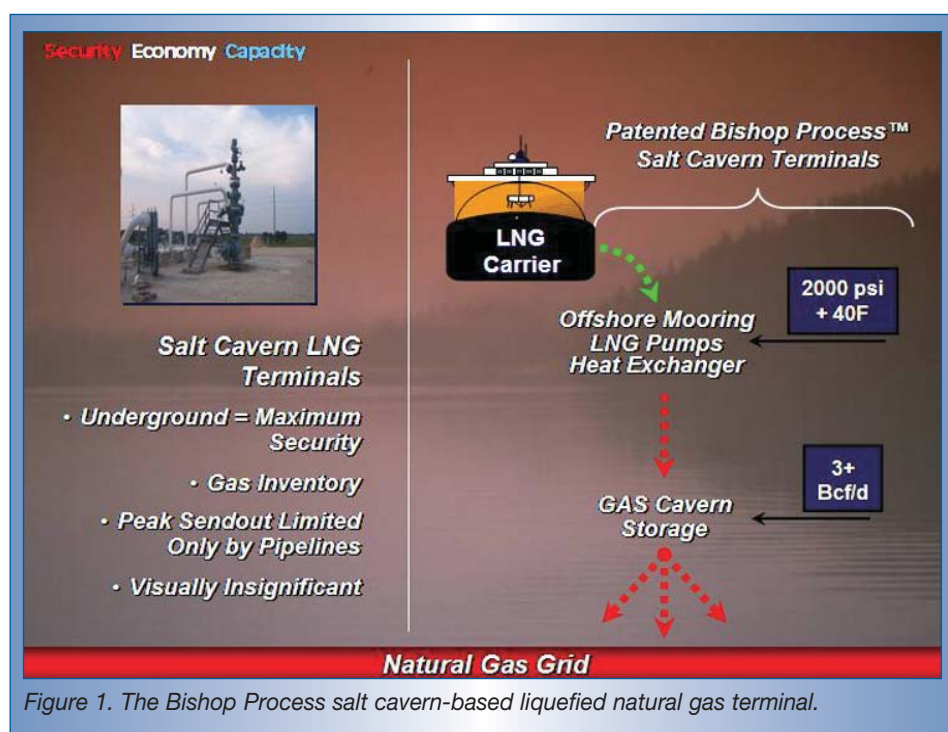 Security Economy Capacity
Salt Cavern LNG
Terminals
• Underground = Maximum
Security
• Gas Inventory
• Peak Sendout Limited
Only by Pipelines
• Visually Insignificant
Patented Bishop Process™
Salt Cavern Terminals
LNG
Carrier
2000 psi
+ 40F
Offshore Mooring
LNG Pumps
Heat Exchanger
3+
Bcf/d
GAS Cavern
Storage
Natural Gas Grid
Figure 1. The Bishop Process salt cavern-based liquefied natural gas terminal.